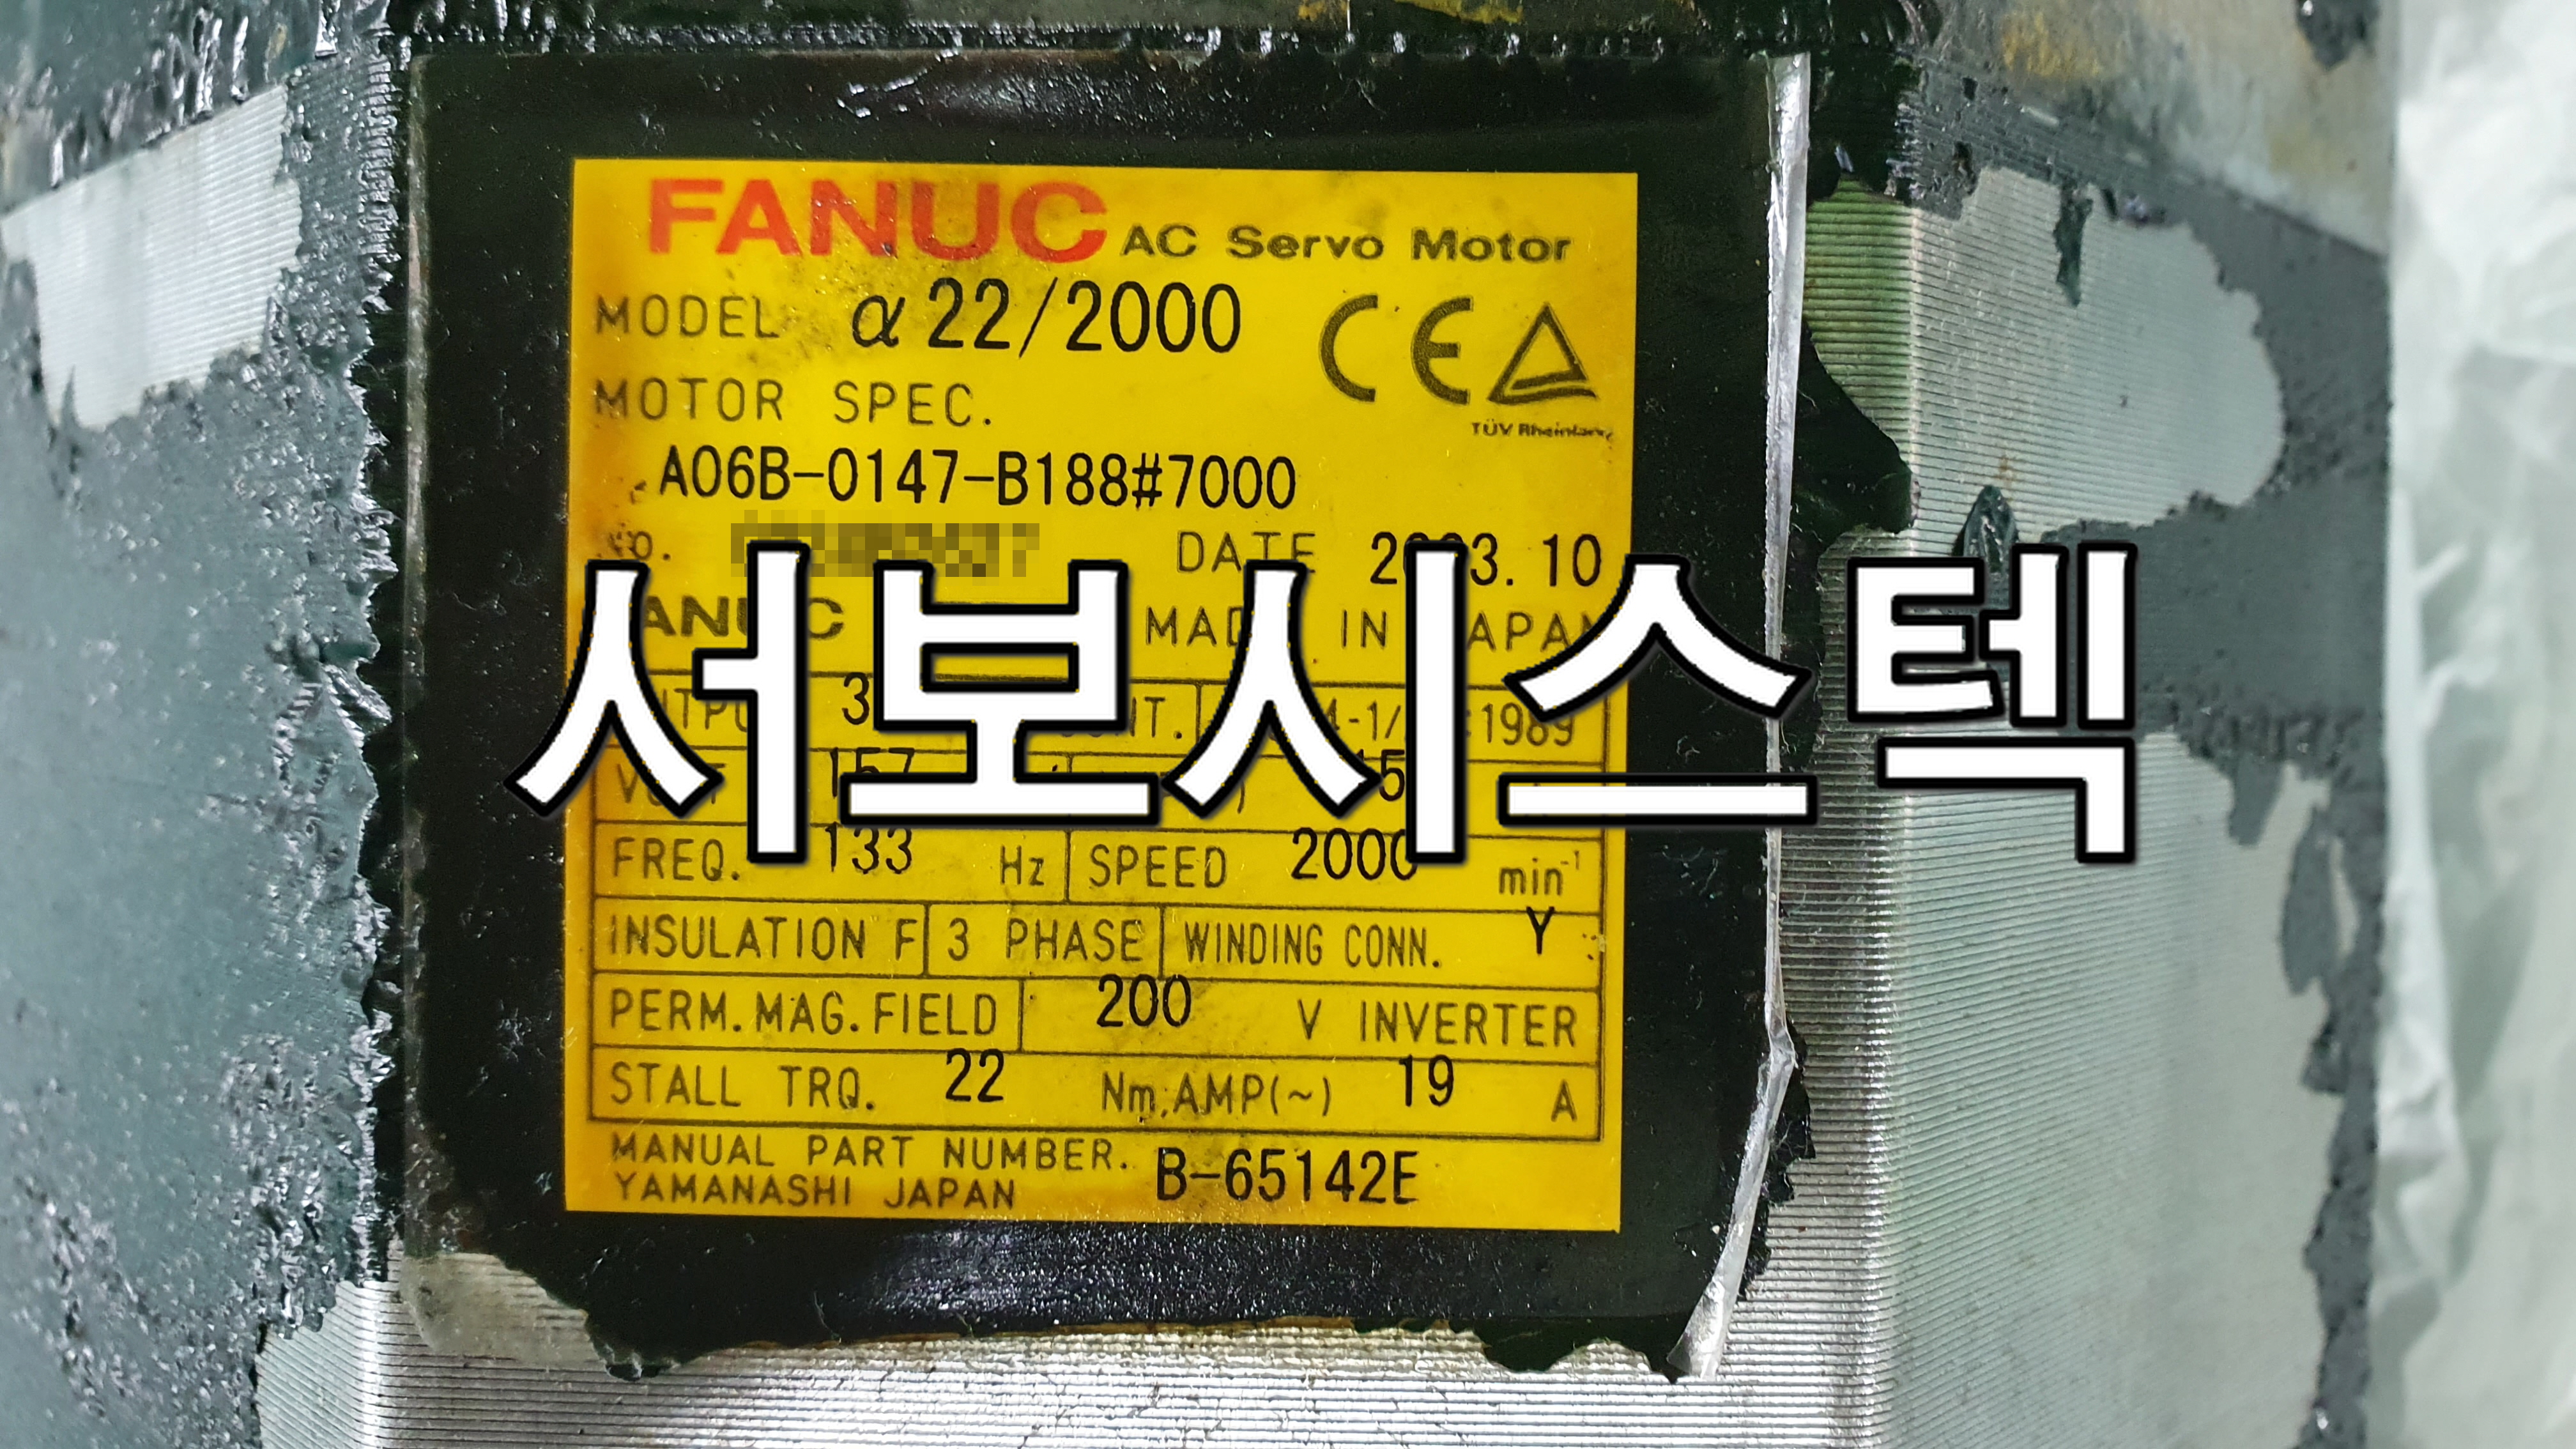 FANUC AC Servo Motor
MODEL α22/2000
CE
MOTOR SPEC.
TÜV Rheinland
A06B-0147-B188#7000
DATE
서보시스텍
1989
FREQ. 133 Hz SPEED 2000 min-1
INSULATION F 3 PHASE WINDING CONN. Y
PERM.MAG.FIELD 200 V INVERTER
STALL TRQ. 22 Nm.AMP(~) 19 A
MANUAL PART NUMBER. B-65142E
YAMANASHI JAPAN